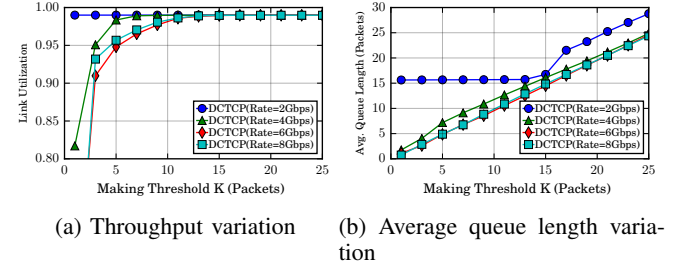 1.00
0.95
0.90
0.85
0.80
Link Utilization
DCTCP(Rate=2Gbps)
DCTCP(Rate=4Gbps)
DCTCP(Rate=6Gbps)
DCTCP(Rate=8Gbps)
0 5 10 15 20 25
Making Threshold K (Packets)
(a) Throughput variation
30
25
20
15
10
5
0
Avg. Queue Length (Packets)
DCTCP(Rate=2Gbps)
DCTCP(Rate=4Gbps)
DCTCP(Rate=6Gbps)
DCTCP(Rate=8Gbps)
0 5 10 15 20 25
Making Threshold K (Packets)
(b) Average queue length varia-
tion